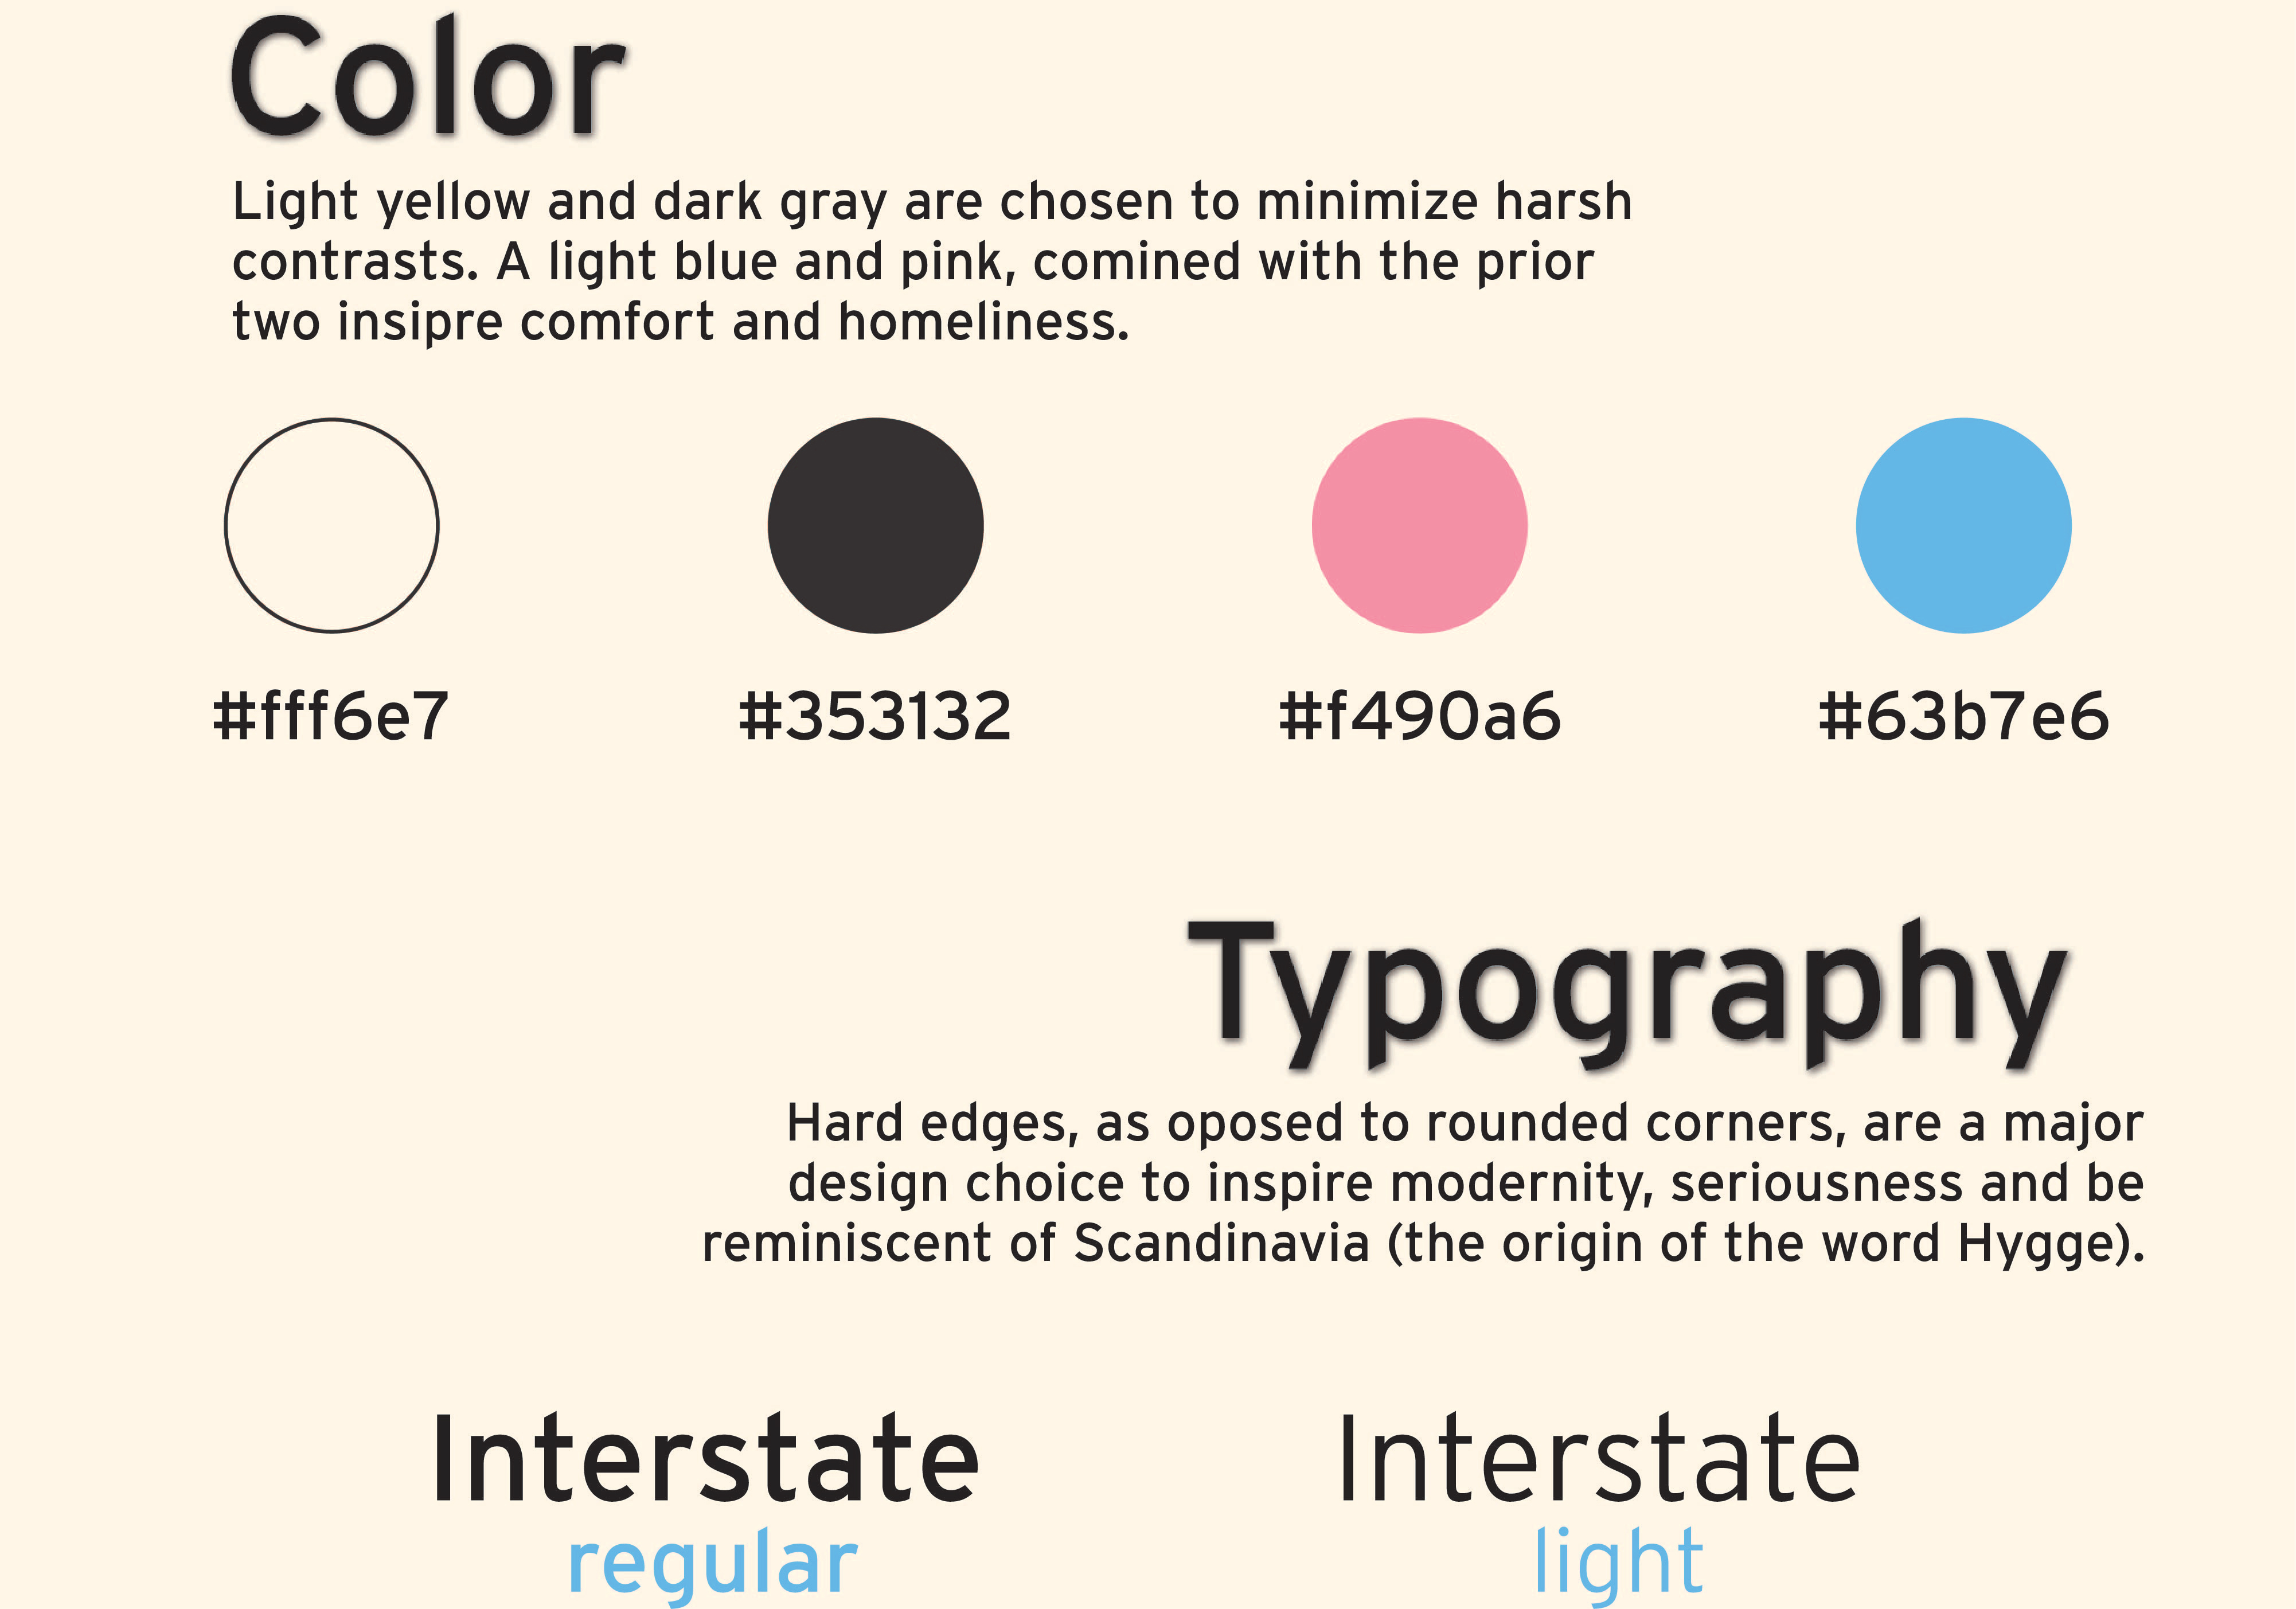 Color
Light yellow and dark gray are chosen to minimize harsh
contrasts. A light blue and pink, comined with the prior
two insipre comfort and homeliness.
#fff6e7 #353132 #f490a6 #63b7e6
Typography
Hard edges, as oposed to rounded corners, are a major
design choice to inspire modernity, seriousness and be
reminiscent of Scandinavia (the origin of the word Hygge).
Interstate Interstate
regular light